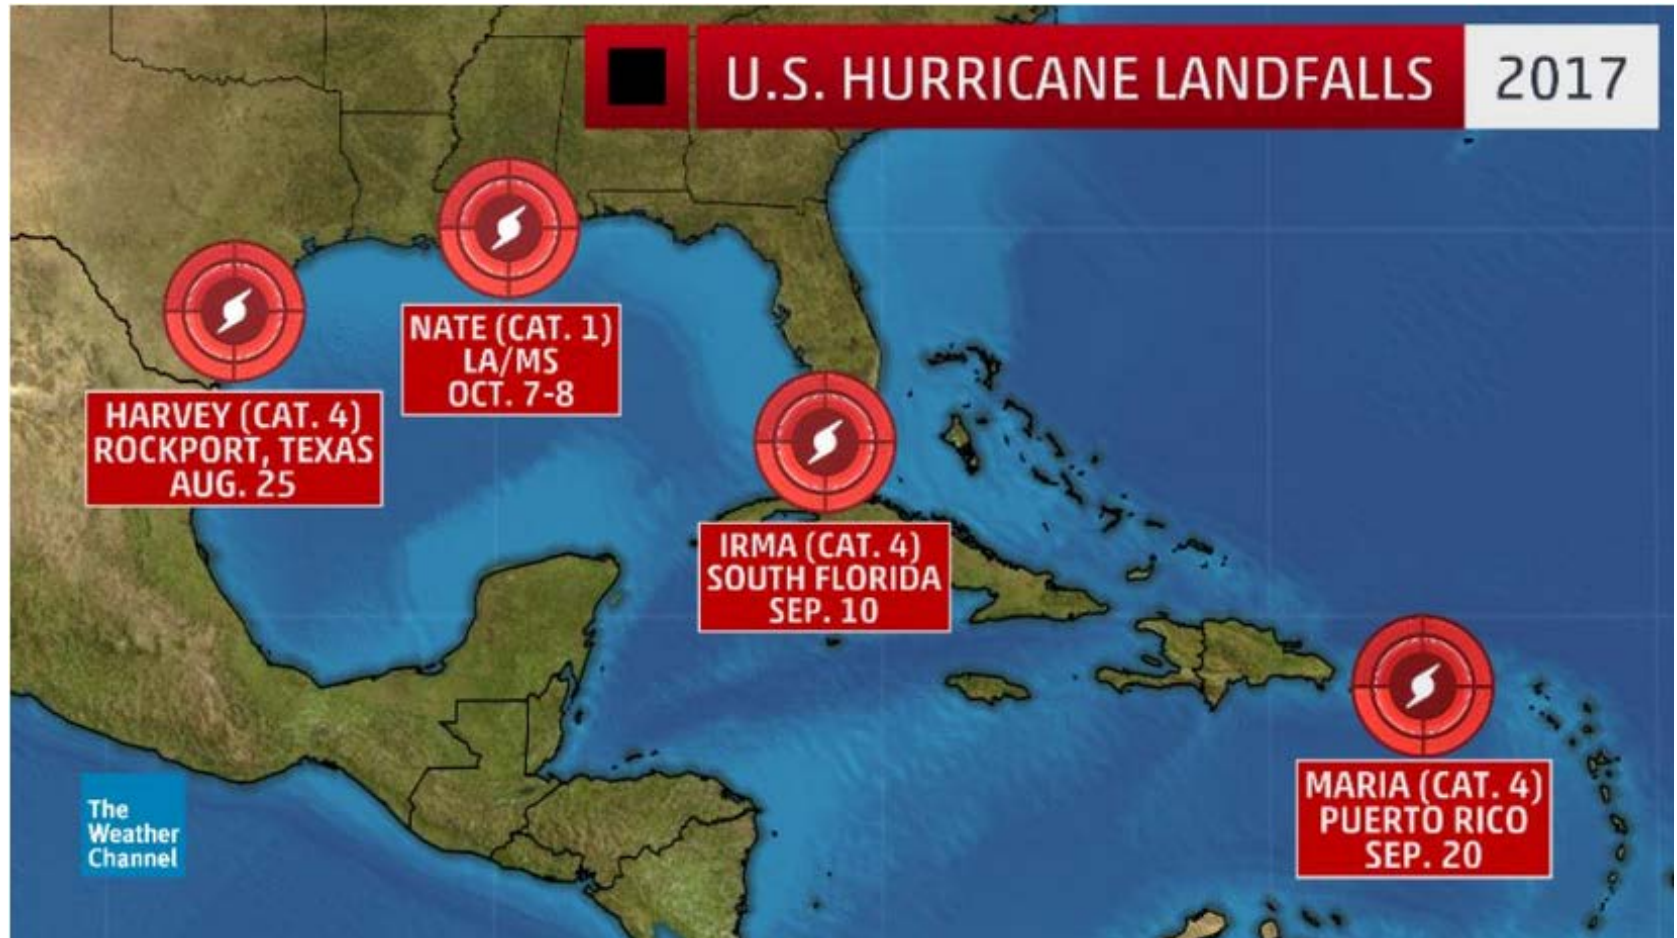 U.S. HURRICANE LANDFALLS 2017
NATE (CAT. 1)
LA/MS
OCT. 7-8
HARVEY (CAT. 4)
ROCKPORT, TEXAS
AUG. 25
IRMA (CAT. 4)
SOUTH FLORIDA
SEP. 10
MARIA (CAT. 4)
PUERTO RICO
SEP. 20
The
Weather
Channel